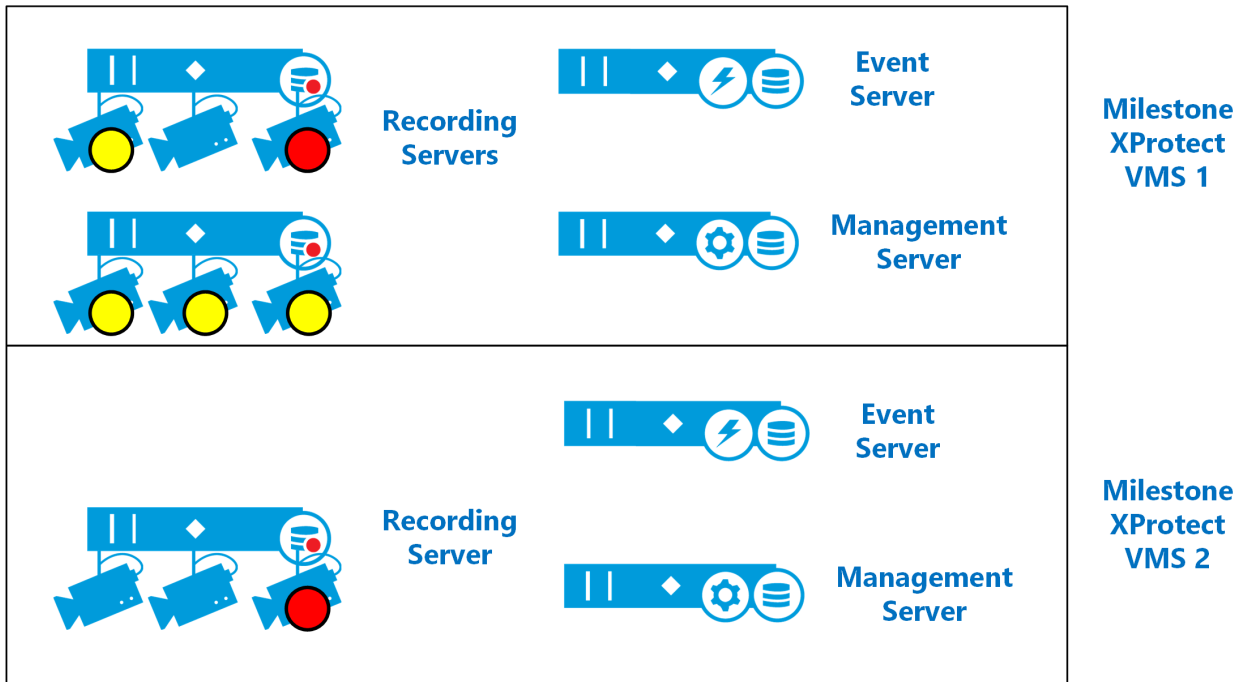 Recording
Servers
Event
Server
Management
Server
Milestone
XProtect
VMS 1
Recording
Server
Event
Server
Management
Server
Milestone
XProtect
VMS 2